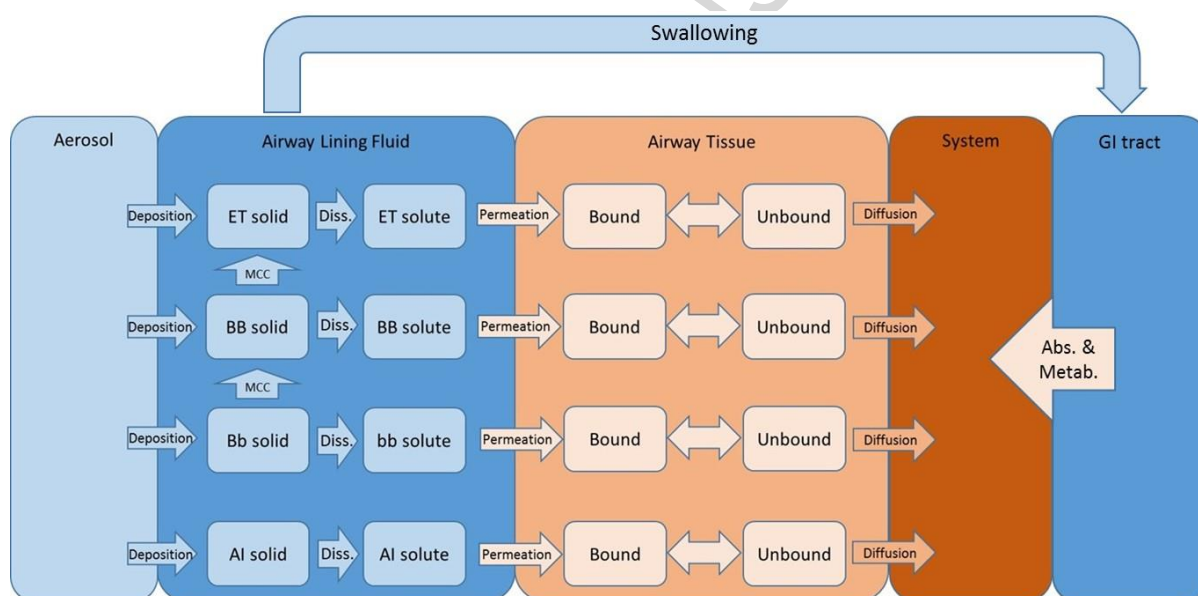 Swallowing
Aerosol
Airway Lining Fluid
Airway Tissue
System
GI tract
Deposition
ET solid
Diss.
ET solute
Permeation
Bound
Unbound
Diffusion
MCC
Deposition
BB solid
Diss.
BB solute
Permeation
Bound
Unbound
Diffusion
Abs. &
Metab.
MCC
Deposition
Bb solid
Diss.
bb solute
Permeation
Bound
Unbound
Diffusion
Deposition
AI solid
Diss.
AI solute
Permeation
Bound
Unbound
Diffusion